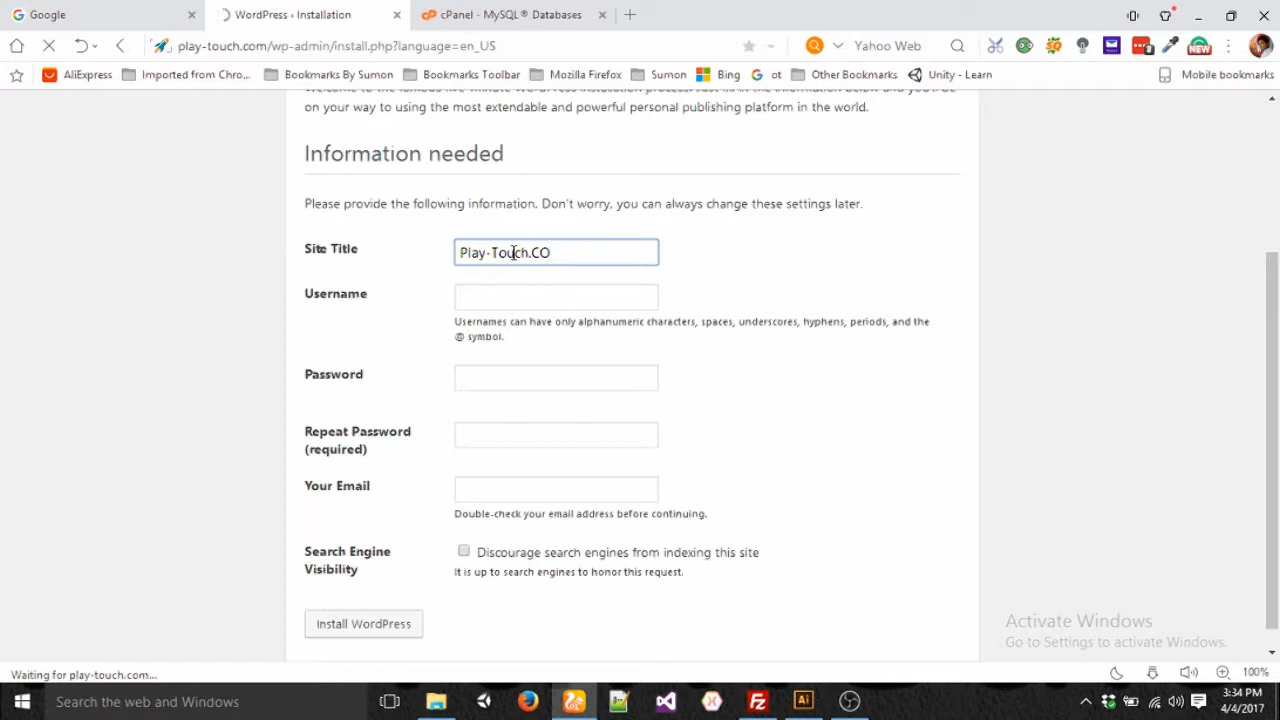 Google
WordPress › Installation
cPanel - MySQL® Databases
play-touch.com/wp-admin/install.php?language=en_US
Yahoo Web
AliExpress
Imported from Chro...
Bookmarks By Sumon
Bookmarks Toolbar
Mozilla Firefox
Sumon
Bing
ot
Other Bookmarks
Unity - Learn
Mobile bookmarks
on your way to using the most extendable and powerful personal publishing platform in the world.
Information needed
Please provide the following information. Don't worry, you can always change these settings later.
Site Title
Play-Touch.CO
Username
Usernames can have only alphanumeric characters, spaces, underscores, hyphens, periods, and the
@ symbol.
Password
Repeat Password
(required)
Your Email
Double-check your email address before continuing.
Search Engine
Visibility
Discourage search engines from indexing this site
It is up to search engines to honor this request.
Install WordPress
Activate Windows
Go to Settings to activate Windows.
Waiting for play-touch.com...
100%
Search the web and Windows
3:34 PM
4/4/2017